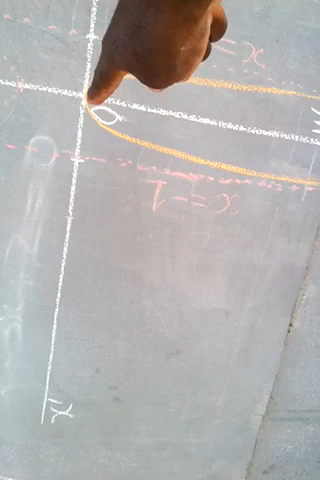 X'
x = -1
O
x =